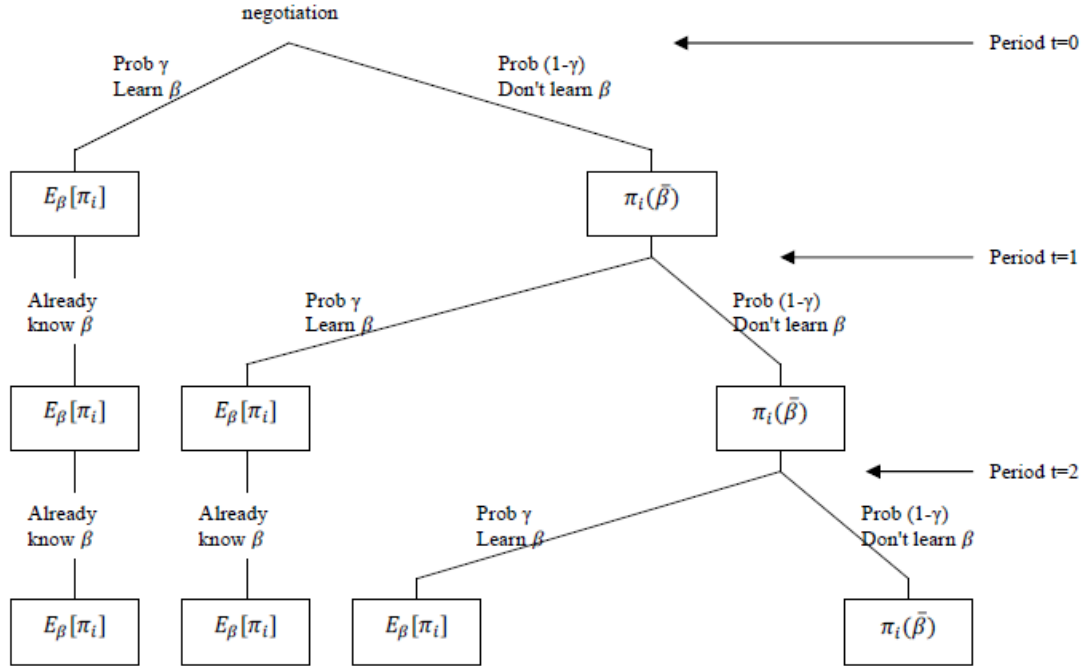 negotiation
Period t=0
Prob γ
Learn β
Prob (1-γ)
Don't learn β
E_β[π_i]
π_i(β̄)
Period t=1
Already
know β
Prob γ
Learn β
Prob (1-γ)
Don't learn β
E_β[π_i]
E_β[π_i]
π_i(β̄)
Period t=2
Already
know β
Already
know β
Prob γ
Learn β
Prob (1-γ)
Don't learn β
E_β[π_i]
E_β[π_i]
E_β[π_i]
π_i(β̄)